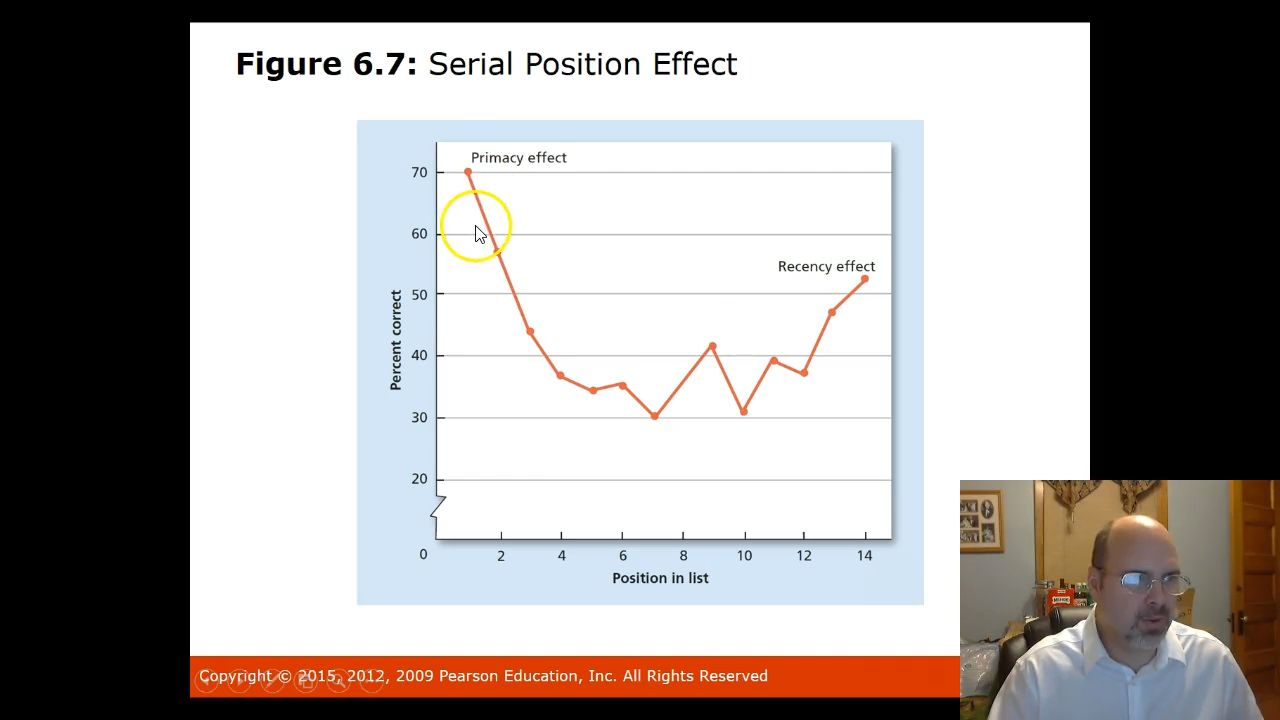 Figure 6.7: Serial Position Effect
Primacy effect
Recency effect
70
60
50
40
30
20
0
Percent correct
2 4 6 8 10 12 14
Position in list
Copyright © 2015, 2012, 2009 Pearson Education, Inc. All Rights Reserved